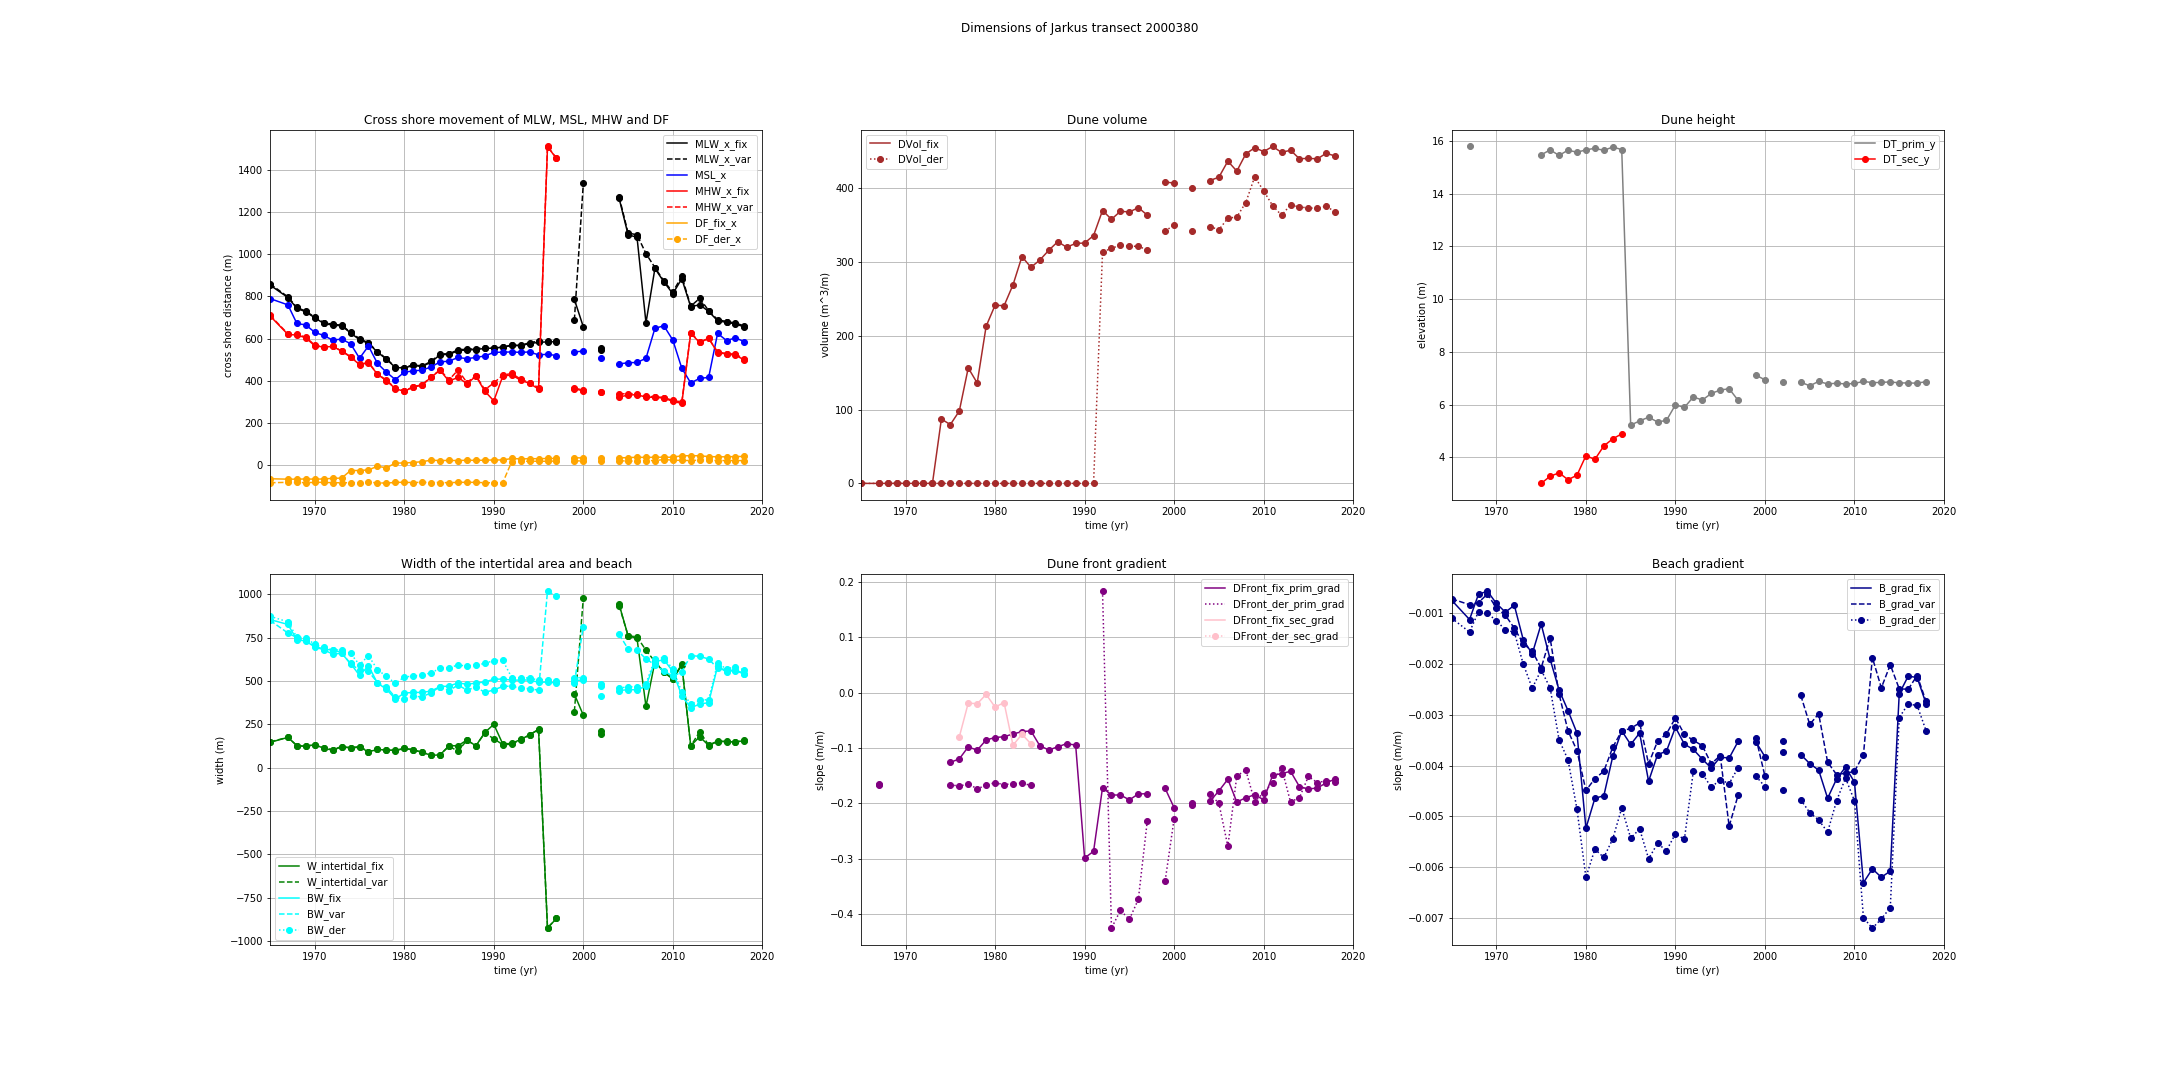 Dimensions of Jarkus transect 2000380
Cross shore movement of MLW, MSL, MHW and DF
cross shore distance (m)
1400
1200
1000
800
600
400
200
0
MLW_x_fix
MLW_x_var
MSL_x
MHW_x_fix
MHW_x_var
DF_fix_x
DF_der_x
1970 1980 1990 2000 2010 2020
time (yr)
Dune volume
volume (m^3/m)
400
300
200
100
0
DVol_fix
DVol_der
1970 1980 1990 2000 2010 2020
time (yr)
Dune height
elevation (m)
16
14
12
10
8
6
4
DT_prim_y
DT_sec_y
1970 1980 1990 2000 2010 2020
time (yr)
Width of the intertidal area and beach
width (m)
1000
750
500
250
0
−250
−500
−750
−1000
W_intertidal_fix
W_intertidal_var
BW_fix
BW_var
BW_der
1970 1980 1990 2000 2010 2020
time (yr)
Dune front gradient
slope (m/m)
0.2
0.1
0.0
−0.1
−0.2
−0.3
−0.4
DFront_fix_prim_grad
DFront_der_prim_grad
DFront_fix_sec_grad
DFront_der_sec_grad
1970 1980 1990 2000 2010 2020
time (yr)
Beach gradient
slope (m/m)
−0.001
−0.002
−0.003
−0.004
−0.005
−0.006
−0.007
B_grad_fix
B_grad_var
B_grad_der
1970 1980 1990 2000 2010 2020
time (yr)